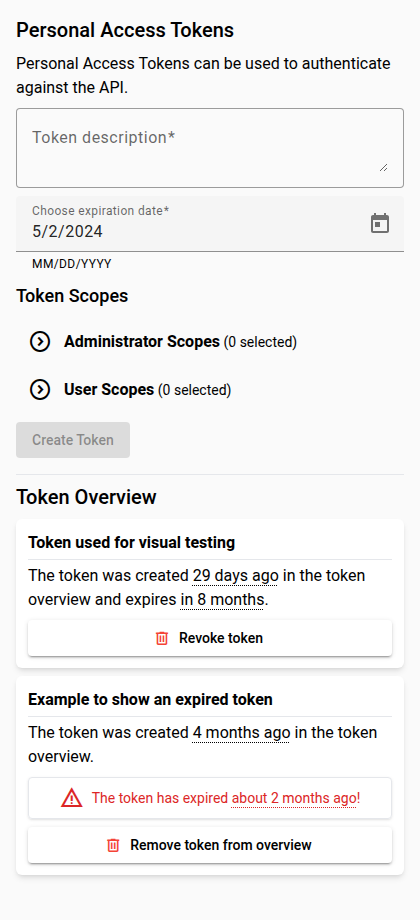 Personal Access Tokens
Personal Access Tokens can be used to authenticate
against the API.
Token description*
Choose expiration date*
5/2/2024
MM/DD/YYYY
Token Scopes
Administrator Scopes (0 selected)
User Scopes (0 selected)
Create Token
Token Overview
Token used for visual testing
The token was created 29 days ago in the token
overview and expires in 8 months.
Revoke token
Example to show an expired token
The token was created 4 months ago in the token
overview.
The token has expired about 2 months ago!
Remove token from overview